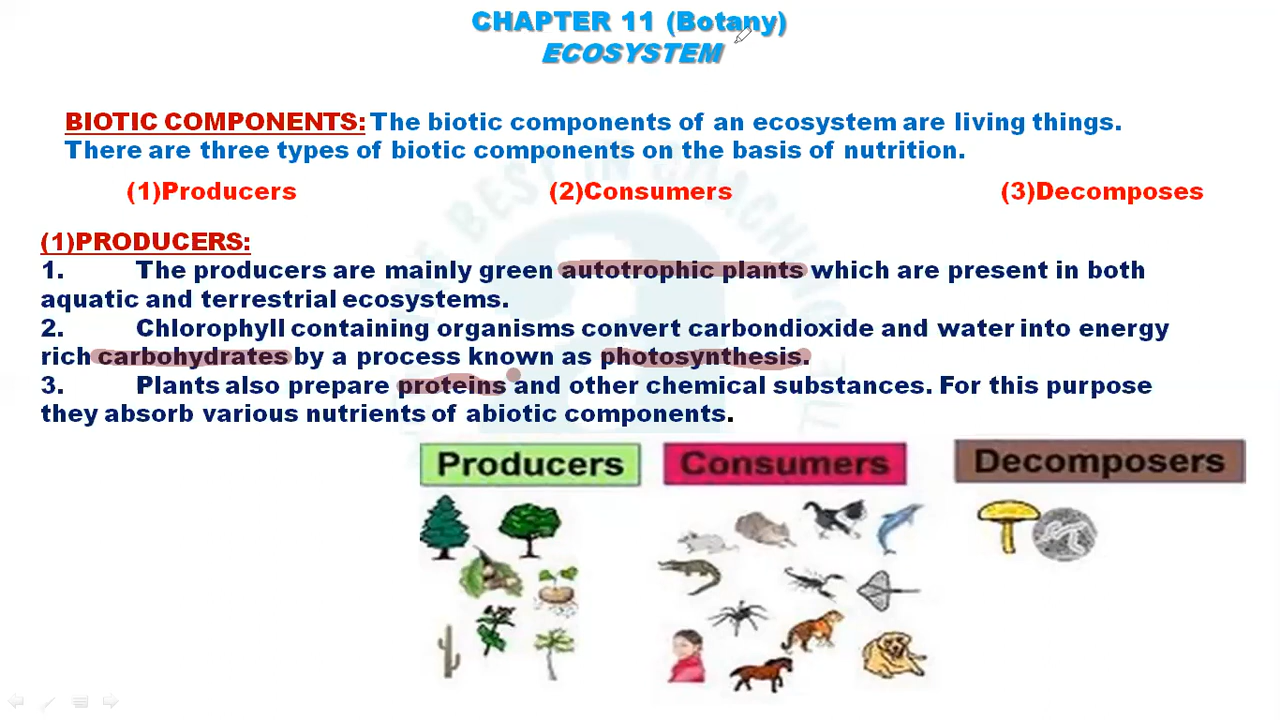 CHAPTER 11 (Botany)
ECOSYSTEM
BIOTIC COMPONENTS: The biotic components of an ecosystem are living things.
There are three types of biotic components on the basis of nutrition.
(1)Producers (2)Consumers (3)Decomposes
(1)PRODUCERS:
1. The producers are mainly green autotrophic plants which are present in both
aquatic and terrestrial ecosystems.
2. Chlorophyll containing organisms convert carbondioxide and water into energy
rich carbohydrates by a process known as photosynthesis.
3. Plants also prepare proteins and other chemical substances. For this purpose
they absorb various nutrients of abiotic components.
Producers Consumers Decomposers